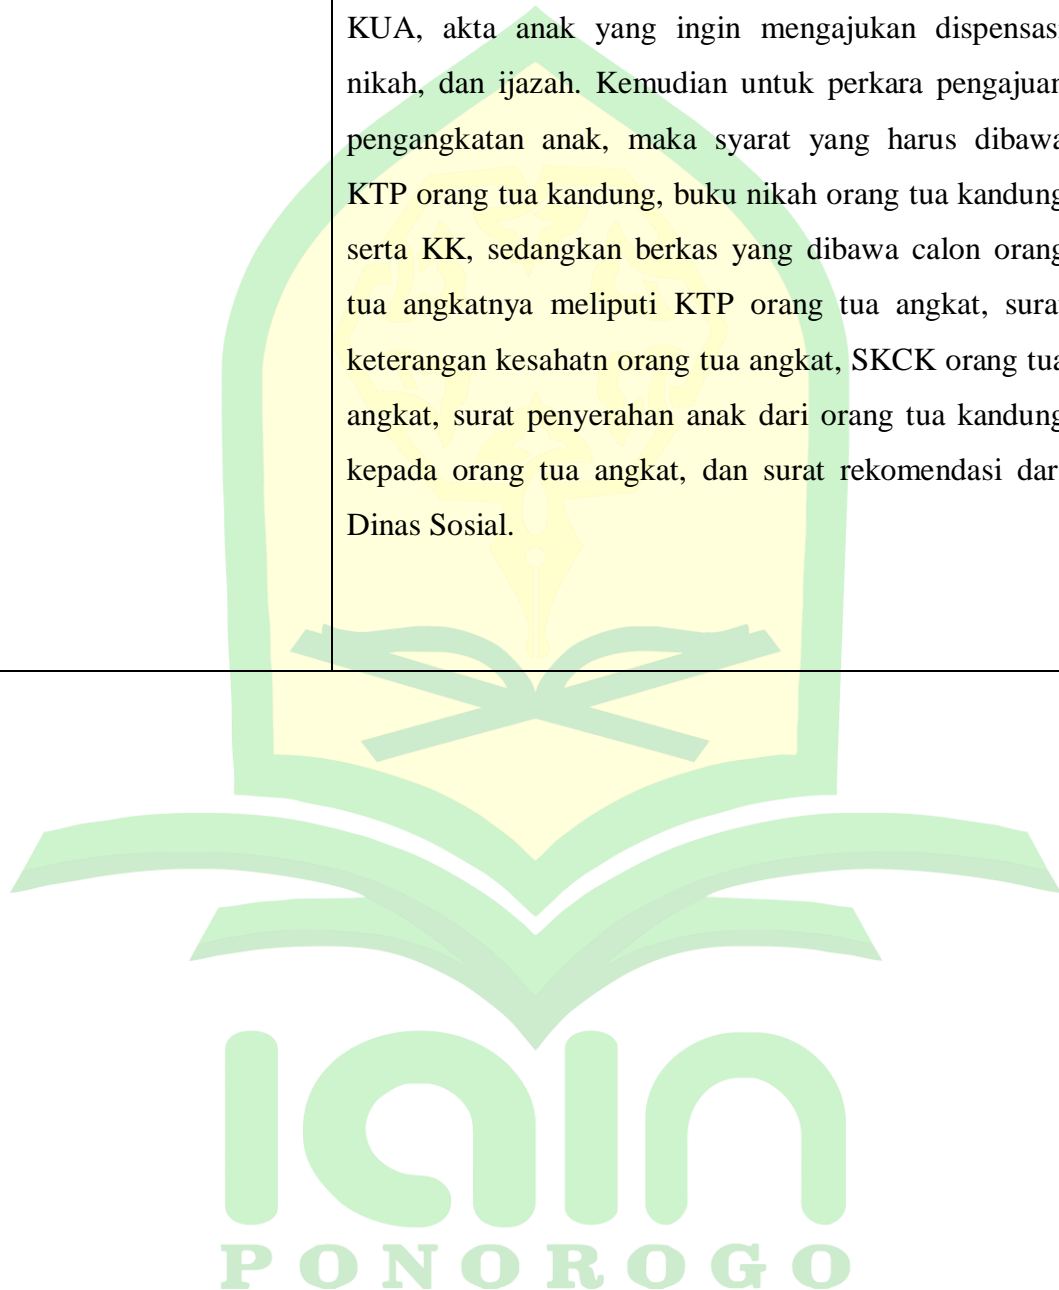 KUA, akta anak yang ingin mengajukan dispensasi
nikah, dan ijazah. Kemudian untuk perkara pengajuan
pengangkatan anak, maka syarat yang harus dibawa
KTP orang tua kandung, buku nikah orang tua kandung
serta KK, sedangkan berkas yang dibawa calon orang
tua angkatnya meliputi KTP orang tua angkat, surat
keterangan kesahatn orang tua angkat, SKCK orang tua
angkat, surat penyerahan anak dari orang tua kandung
kepada orang tua angkat, dan surat rekomendasi dari
Dinas Sosial.
IAIN
PONOROGO